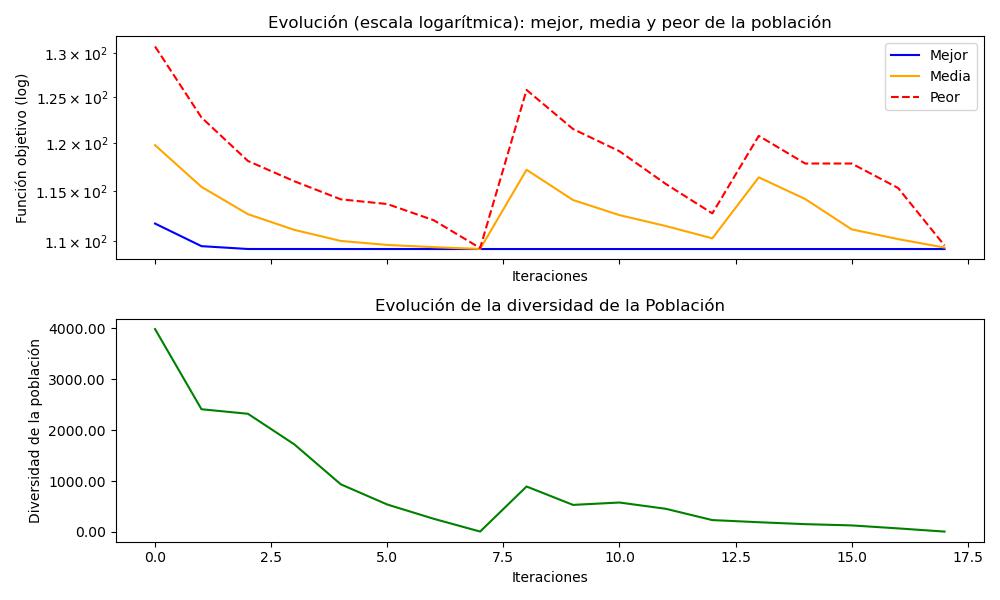 Evolución (escala logarítmica): mejor, media y peor de la población
Función objetivo (log)
1.3 × 10²
1.25 × 10²
1.2 × 10²
1.15 × 10²
1.1 × 10²
Mejor
Media
Peor
Iteraciones
Evolución de la diversidad de la Población
Diversidad de la población
4000.00
3000.00
2000.00
1000.00
0.00
0.0 2.5 5.0 7.5 10.0 12.5 15.0 17.5
Iteraciones